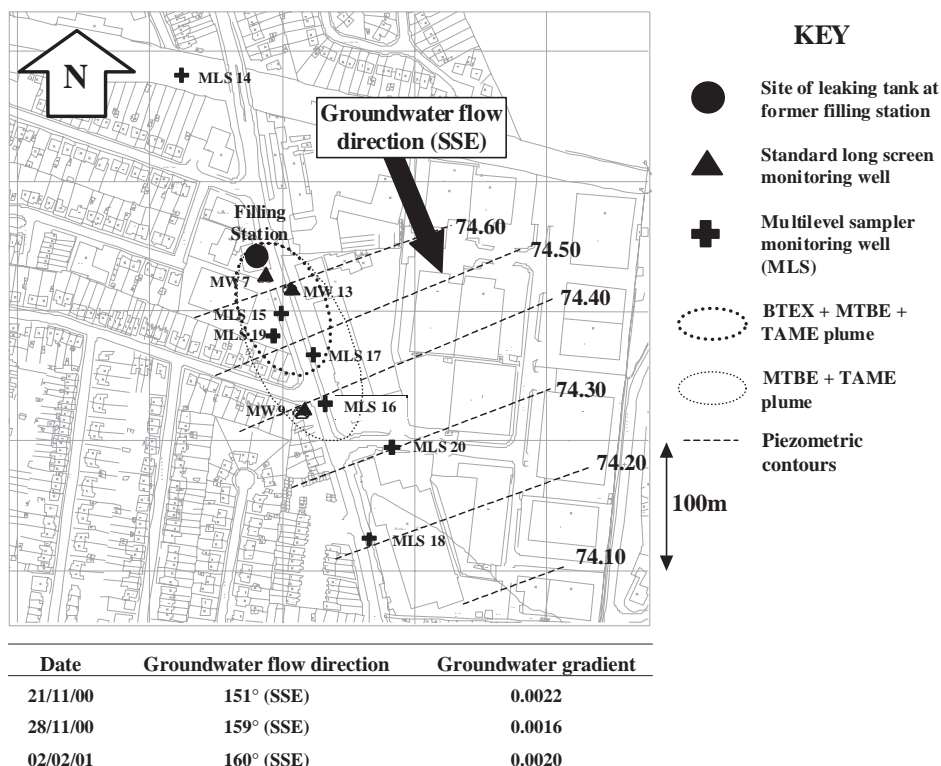 N
MLS 14
Groundwater flow
direction (SSE)
Filling
Station
74.60
74.50
MW 7
MW 13
74.40
MLS 15
MLS 19
MLS 17
74.30
MW 9
MLS 16
MLS 20
74.20
100m
MLS 18
74.10
KEY
Site of leaking tank at
former filling station
Standard long screen
monitoring well
Multilevel sampler
monitoring well
(MLS)
BTEX + MTBE +
TAME plume
MTBE + TAME
plume
Piezometric
contours
Date Groundwater flow direction Groundwater gradient
21/11/00 151° (SSE) 0.0022
28/11/00 159° (SSE) 0.0016
02/02/01 160° (SSE) 0.0020